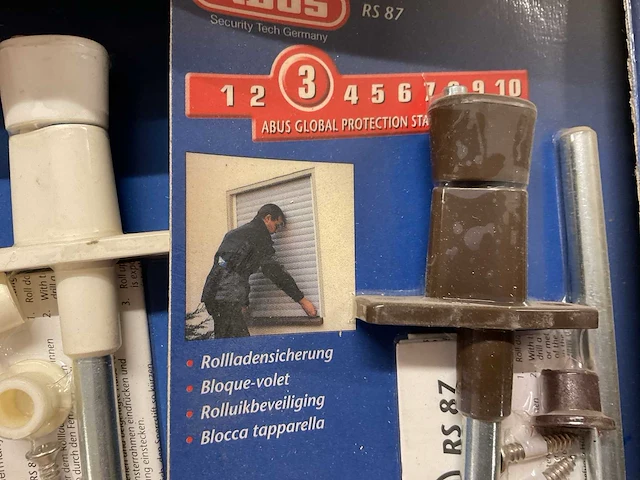 ABUS
RS 87
Security Tech Germany
1 2 3 4 5 6 7 8 9 10
ABUS GLOBAL PROTECTION STA
Rollladensicherung
Bloque-volet
Rolluikbeveiliging
Blocca tapparella
RS 87